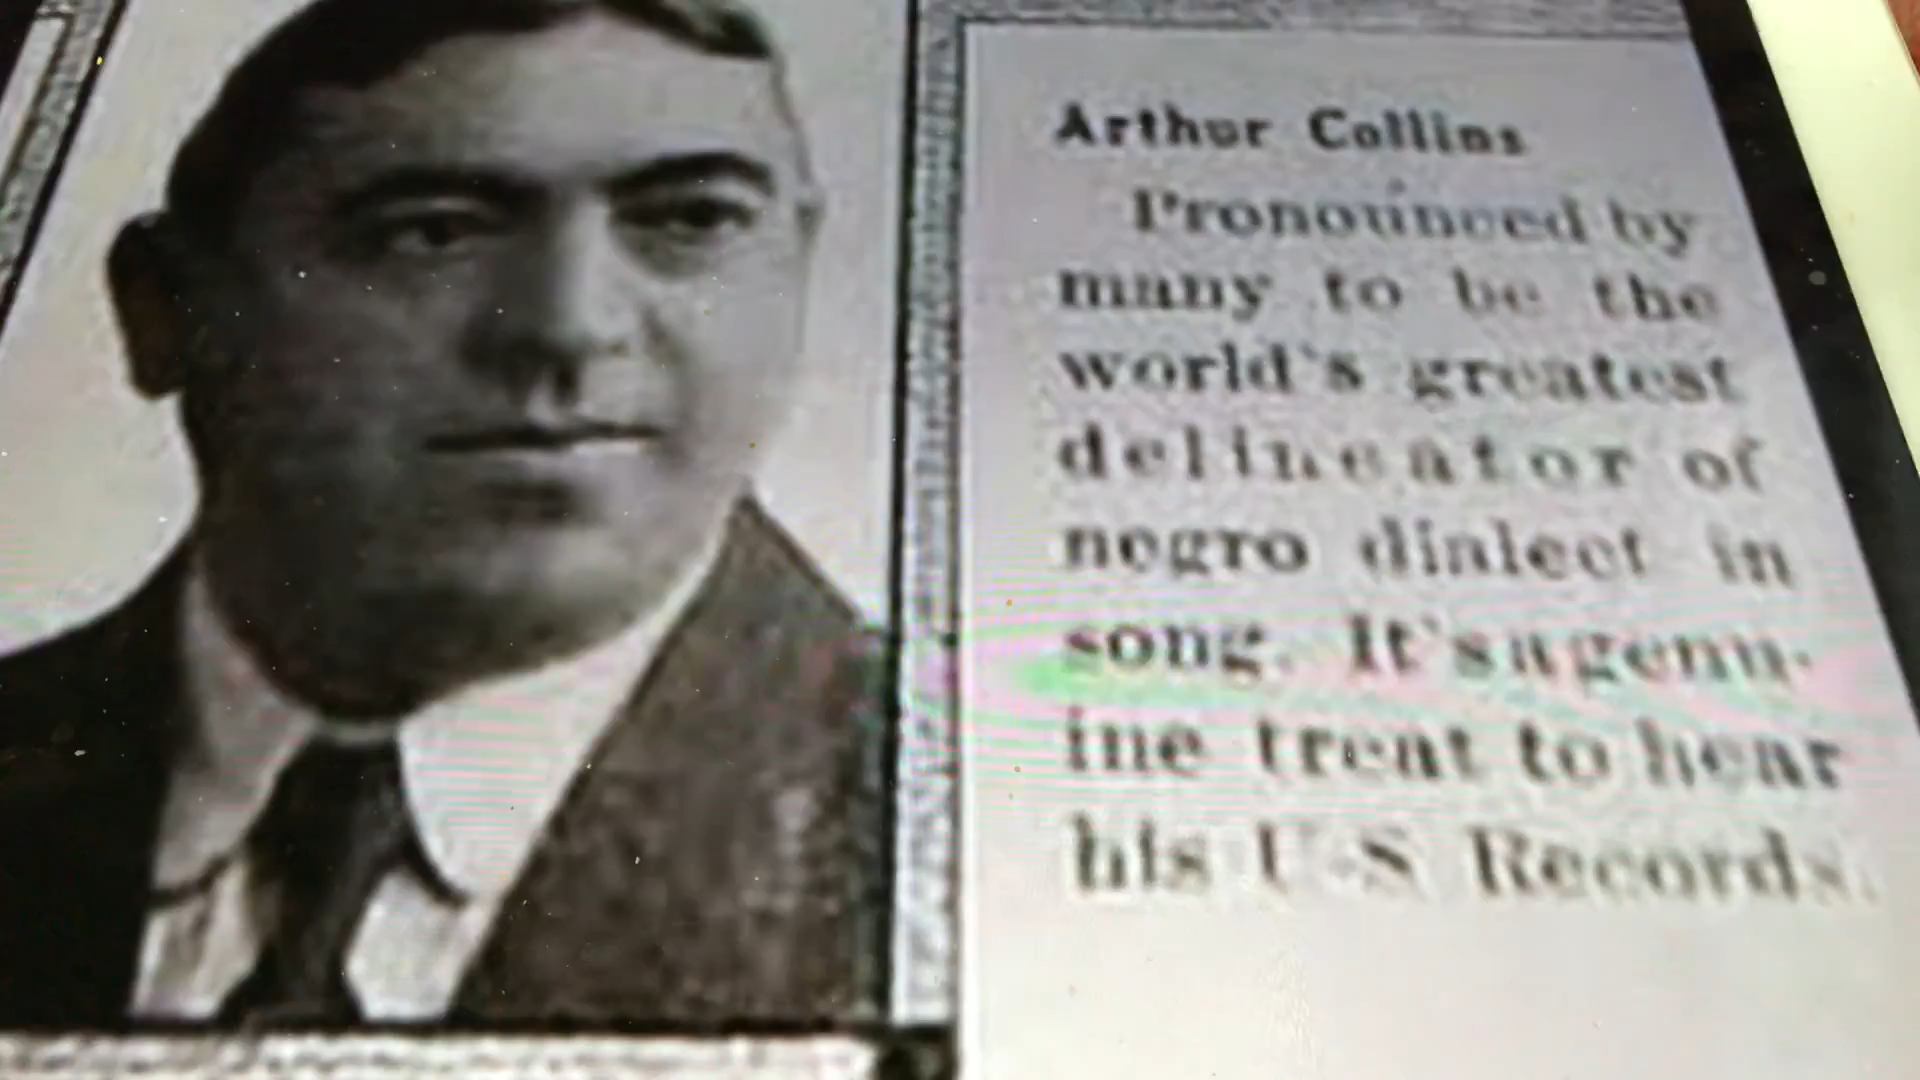 Arthur Collins
Pronounced by
many to be the
world's greatest
delineator of
negro dialect in
song. It's a genu-
ine treat to hear
his U-S Records.